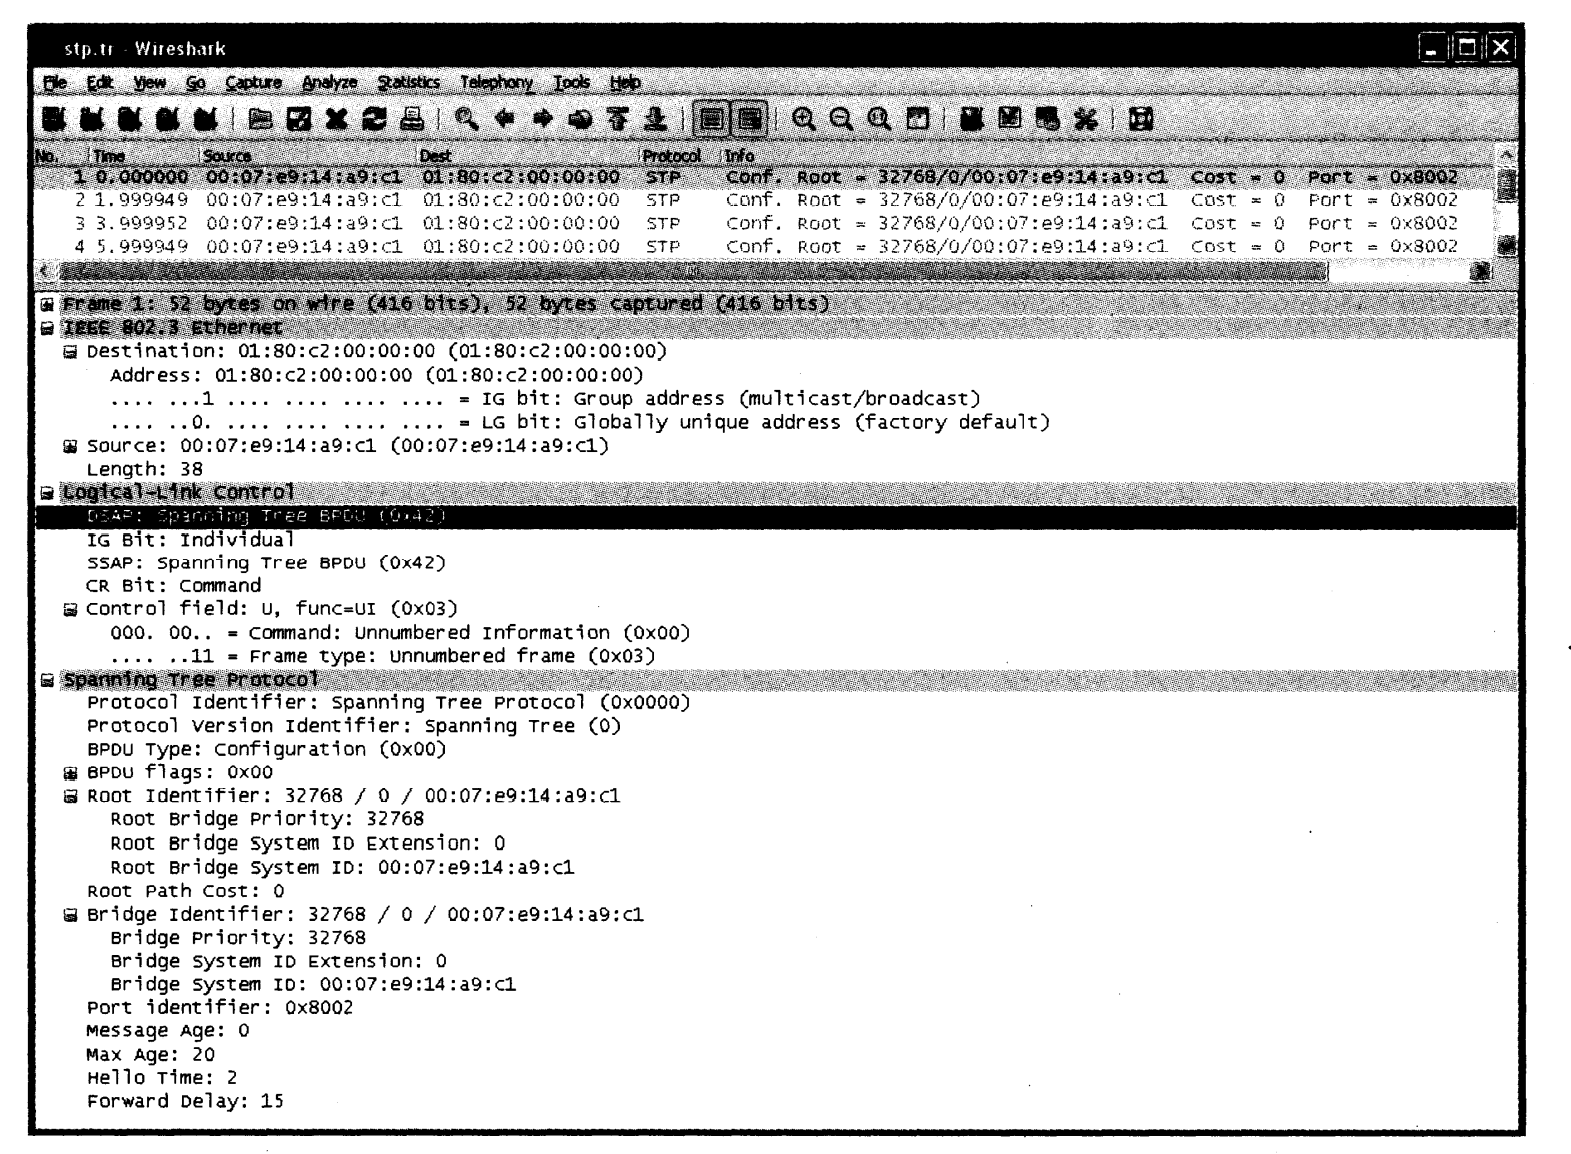 stp.tr - Wireshark
File Edit View Go Capture Analyze Statistics Telephony Tools Help
No. Time Source Dest Protocol Info
1 0.000000 00:07:e9:14:a9:c1 01:80:c2:00:00:00 STP Conf. Root = 32768/0/00:07:e9:14:a9:c1 Cost = 0 Port = 0x8002
2 1.999949 00:07:e9:14:a9:c1 01:80:c2:00:00:00 STP Conf. Root = 32768/0/00:07:e9:14:a9:c1 Cost = 0 Port = 0x8002
3 3.999952 00:07:e9:14:a9:c1 01:80:c2:00:00:00 STP Conf. Root = 32768/0/00:07:e9:14:a9:c1 Cost = 0 Port = 0x8002
4 5.999949 00:07:e9:14:a9:c1 01:80:c2:00:00:00 STP Conf. Root = 32768/0/00:07:e9:14:a9:c1 Cost = 0 Port = 0x8002
Frame 1: 52 bytes on wire (416 bits), 52 bytes captured (416 bits)
IEEE 802.3 Ethernet
Destination: 01:80:c2:00:00:00 (01:80:c2:00:00:00)
Address: 01:80:c2:00:00:00 (01:80:c2:00:00:00)
.... ...1 .... .... .... .... = IG bit: Group address (multicast/broadcast)
.... ..0. .... .... .... .... = LG bit: Globally unique address (factory default)
Source: 00:07:e9:14:a9:c1 (00:07:e9:14:a9:c1)
Length: 38
Logical-Link Control
DSAP: Spanning Tree BPDU (0x42)
IG Bit: Individual
SSAP: Spanning Tree BPDU (0x42)
CR Bit: Command
Control field: U, func=UI (0x03)
000. 00.. = Command: Unnumbered Information (0x00)
.... ..11 = Frame type: Unnumbered frame (0x03)
Spanning Tree Protocol
Protocol Identifier: Spanning Tree Protocol (0x0000)
Protocol Version Identifier: Spanning Tree (0)
BPDU Type: Configuration (0x00)
BPDU flags: 0x00
Root Identifier: 32768 / 0 / 00:07:e9:14:a9:c1
Root Bridge Priority: 32768
Root Bridge System ID Extension: 0
Root Bridge System ID: 00:07:e9:14:a9:c1
Root Path Cost: 0
Bridge Identifier: 32768 / 0 / 00:07:e9:14:a9:c1
Bridge Priority: 32768
Bridge System ID Extension: 0
Bridge System ID: 00:07:e9:14:a9:c1
Port identifier: 0x8002
Message Age: 0
Max Age: 20
Hello Time: 2
Forward Delay: 15